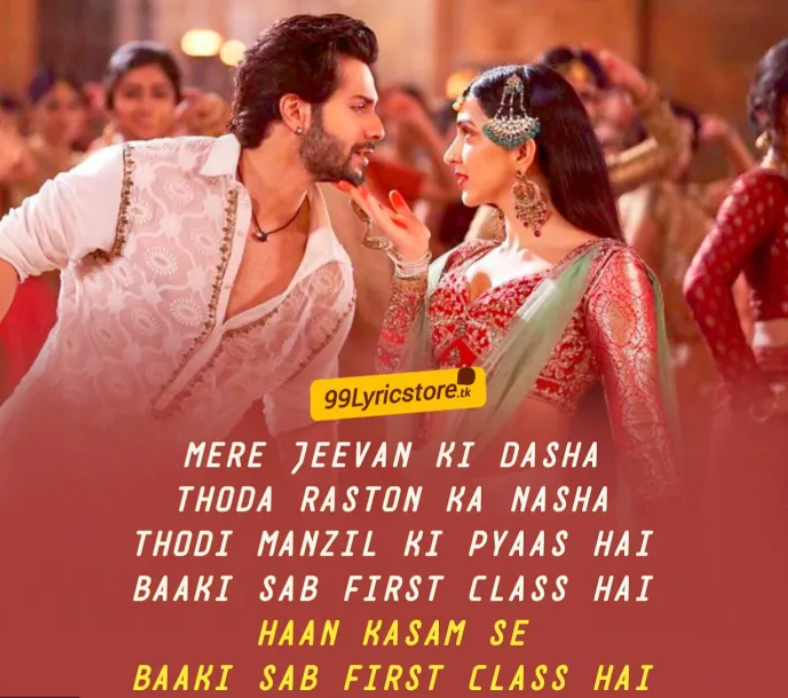 99Lyricstore.tk
MERE JEEVAN KI DASHA
THODA RASTON KA NASHA
THODI MANZIL KI PYAAS HAI
BAAKI SAB FIRST CLASS HAI
HAAN KASAM SE
BAAKI SAB FIRST CLASS HAI